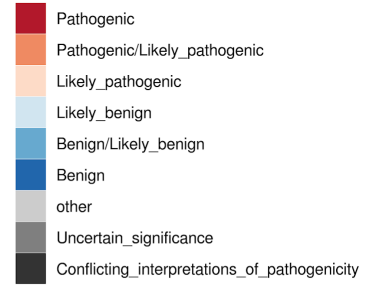 Pathogenic
Pathogenic/Likely_pathogenic
Likely_pathogenic
Likely_benign
Benign/Likely_benign
Benign
other
Uncertain_significance
Conflicting_interpretations_of_pathogenicity